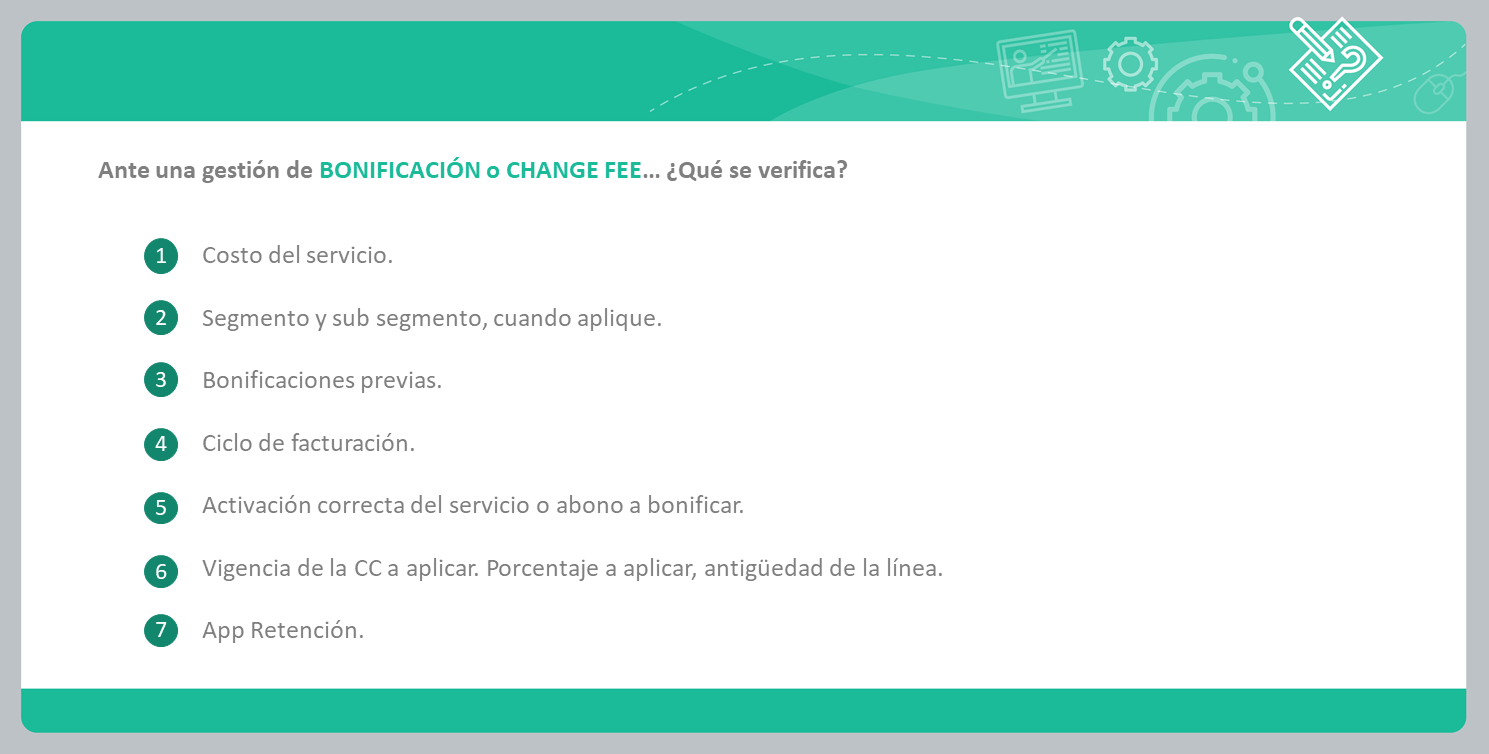 Ante una gestión de BONIFICACIÓN o CHANGE FEE... ¿Qué se verifica?
1 Costo del servicio.
2 Segmento y sub segmento, cuando aplique.
3 Bonificaciones previas.
4 Ciclo de facturación.
5 Activación correcta del servicio o abono a bonificar.
6 Vigencia de la CC a aplicar. Porcentaje a aplicar, antigüedad de la línea.
7 App Retención.